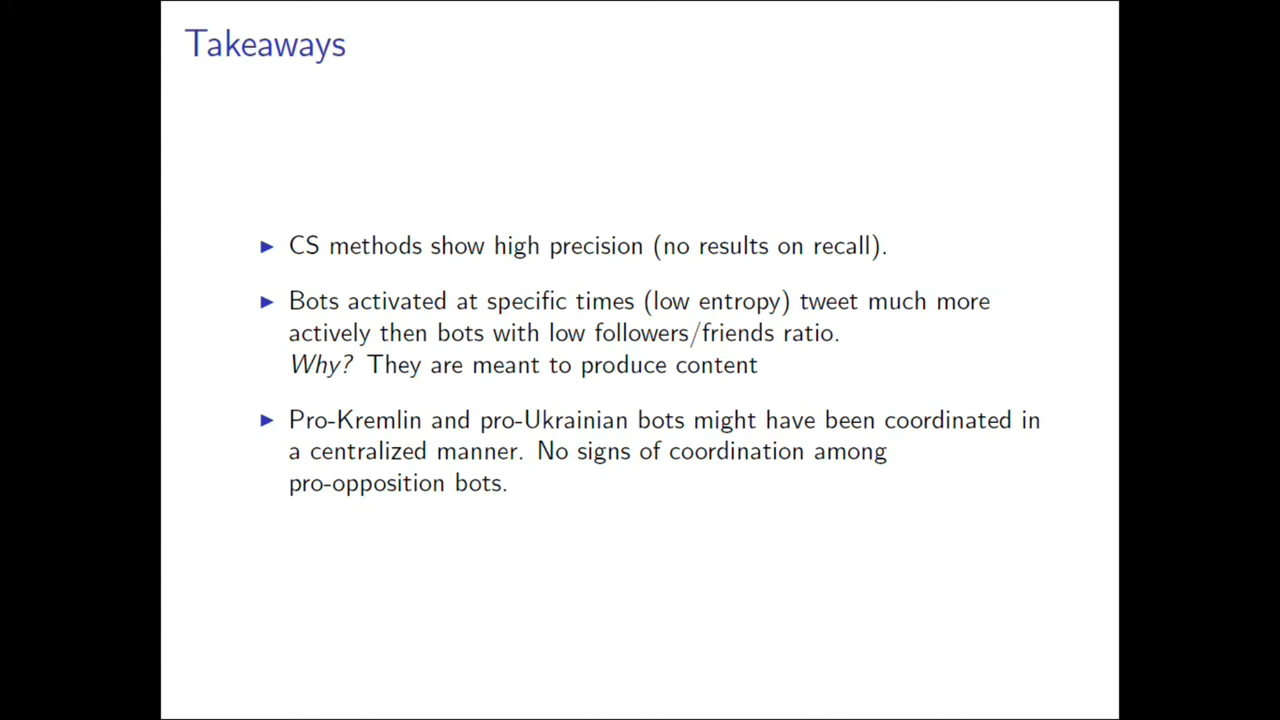 Takeaways
▶ CS methods show high precision (no results on recall).
▶ Bots activated at specific times (low entropy) tweet much more
actively then bots with low followers/friends ratio.
Why? They are meant to produce content
▶ Pro-Kremlin and pro-Ukrainian bots might have been coordinated in
a centralized manner. No signs of coordination among
pro-opposition bots.